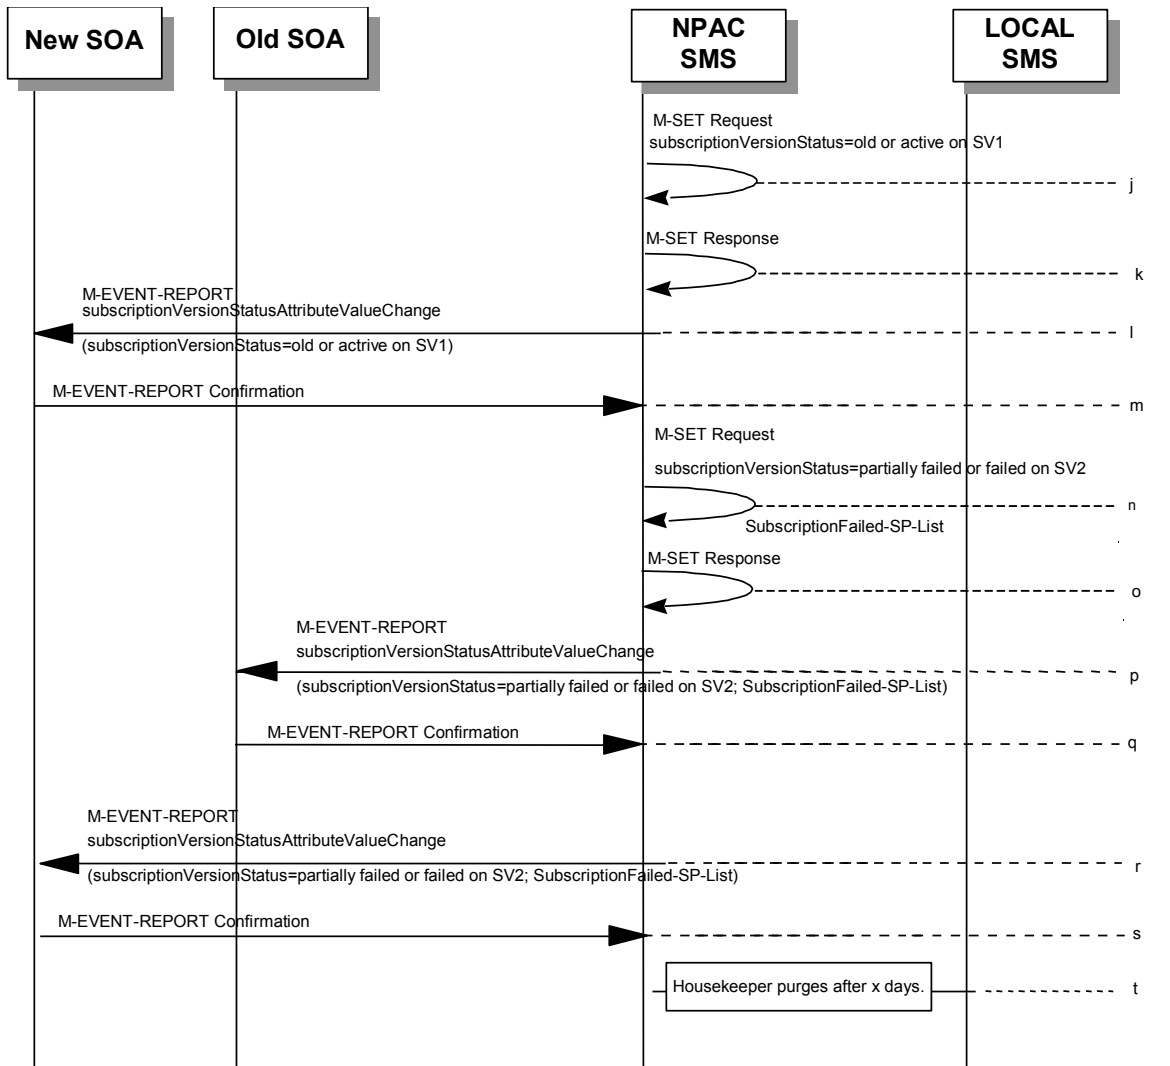 New SOA
Old SOA
NPAC
SMS
LOCAL
SMS
M-SET Request
subscriptionVersionStatus=old or active on SV1
j
M-SET Response
k
M-EVENT-REPORT
subscriptionVersionStatusAttributeValueChange
l
(subscriptionVersionStatus=old or actrive on SV1)
M-EVENT-REPORT Confirmation
m
M-SET Request
subscriptionVersionStatus=partially failed or failed on SV2
n
SubscriptionFailed-SP-List
M-SET Response
o
M-EVENT-REPORT
subscriptionVersionStatusAttributeValueChange
p
(subscriptionVersionStatus=partially failed or failed on SV2; SubscriptionFailed-SP-List)
M-EVENT-REPORT Confirmation
q
M-EVENT-REPORT
subscriptionVersionStatusAttributeValueChange
r
(subscriptionVersionStatus=partially failed or failed on SV2; SubscriptionFailed-SP-List)
M-EVENT-REPORT Confirmation
s
Housekeeper purges after x days.
t